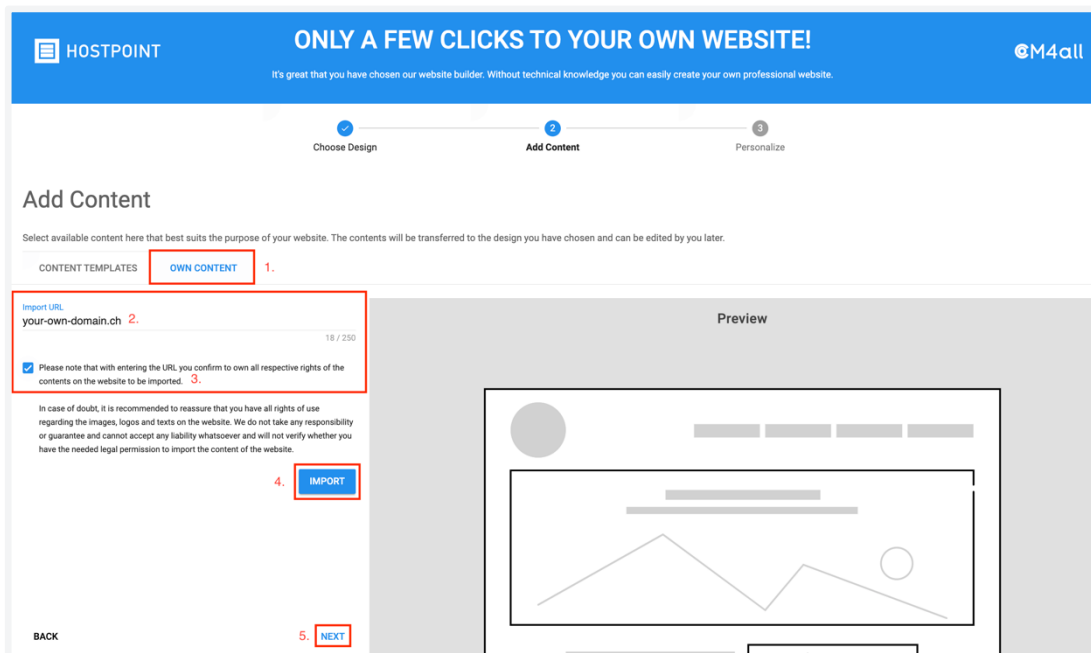 HOSTPOINT
ONLY A FEW CLICKS TO YOUR OWN WEBSITE!
It's great that you have chosen our website builder. Without technical knowledge you can easily create your own professional website.
CM4all
2
3
Choose Design
Add Content
Personalize
Add Content
Select available content here that best suits the purpose of your website. The contents will be transferred to the design you have chosen and can be edited by you later.
CONTENT TEMPLATES
OWN CONTENT
1.
Import URL
your-own-domain.ch 2.
18 / 250
Please note that with entering the URL you confirm to own all respective rights of the
contents on the website to be imported. 3.
In case of doubt, it is recommended to reassure that you have all rights of use
regarding the images, logos and texts on the website. We do not take any responsibility
or guarantee and cannot accept any liability whatsoever and will not verify whether you
have the needed legal permission to import the content of the website.
4. IMPORT
BACK
5. NEXT
Preview